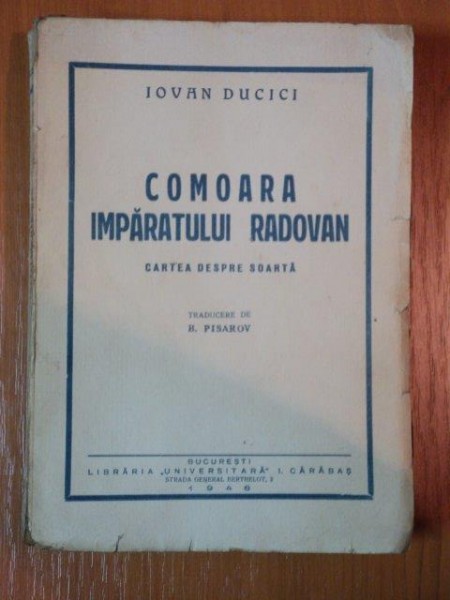 IOVAN DUCICI
COMOARA
IMPĂRATULUI RADOVAN
CARTEA DESPRE SOARTĂ
TRADUCERE DE
B. PISAROV
BUCUREȘTI
LIBRĂRIA „UNIVERSITARĂ" I. CĂRĂBAȘ
STRADA GENERAL BERTHELOT, 2